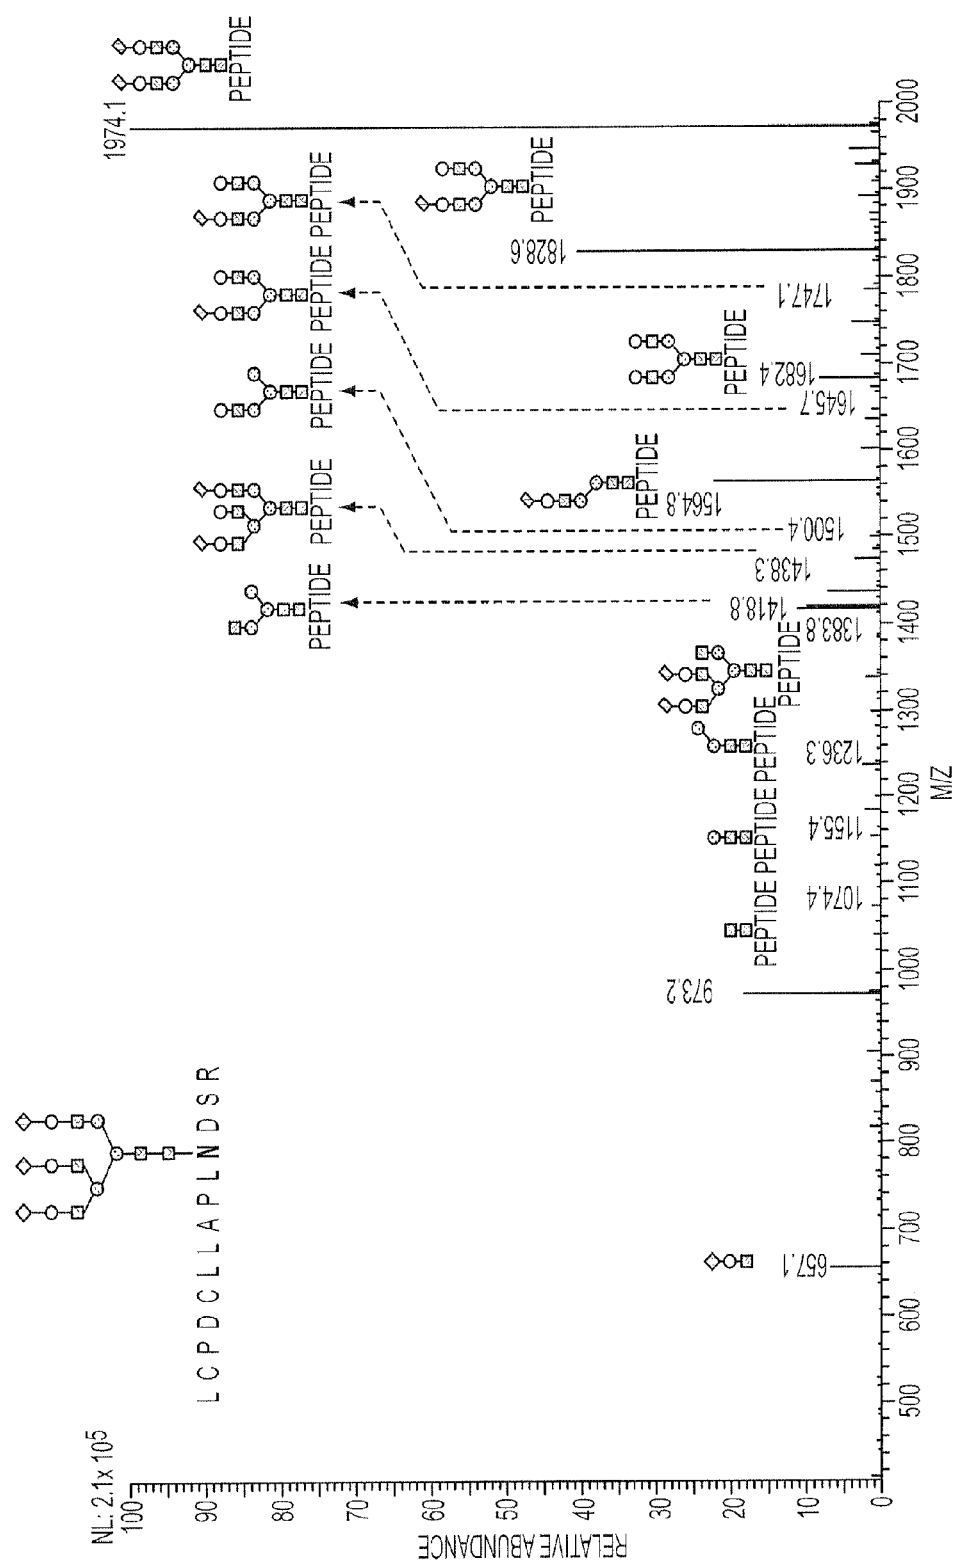 NL: 2.1 x 10^5
L C P D C L L A P L N D S R
RELATIVE ABUNDANCE
100
90
80
70
60
50
40
30
20
10
0
657.1
973.2
1074.4
PEPTIDE
1155.4
PEPTIDE
1236.3
PEPTIDE
1383.8
PEPTIDE
1418.8
PEPTIDE
1438.3
PEPTIDE
1500.4
PEPTIDE
1564.8
PEPTIDE
1645.7
PEPTIDE
1682.4
PEPTIDE
1747.1
PEPTIDE
1828.6
PEPTIDE
1974.1
PEPTIDE
500
600
700
800
900
1000
1100
1200
1300
1400
1500
1600
1700
1800
1900
2000
M/Z